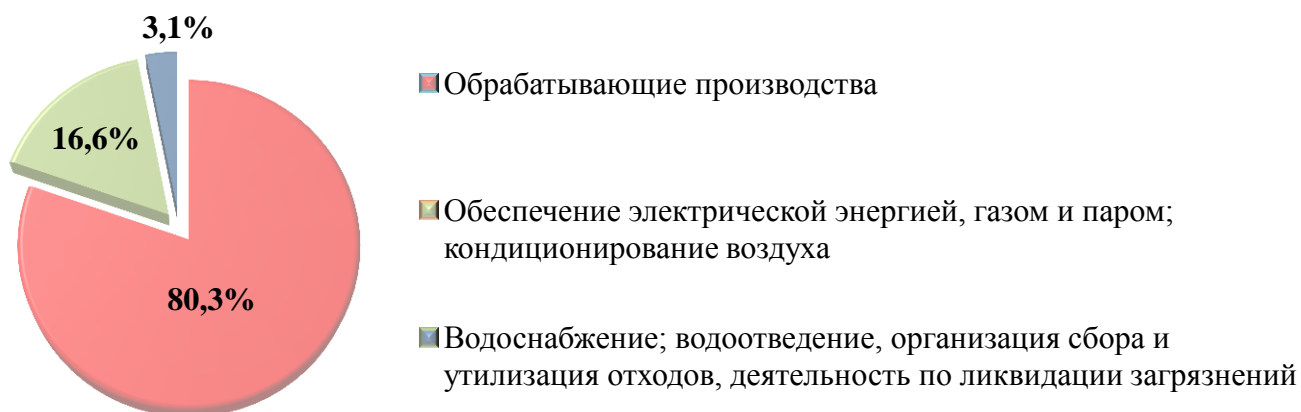 3,1%
16,6%
80,3%
Обрабатывающие производства
Обеспечение электрической энергией, газом и паром;
кондиционирование воздуха
Водоснабжение; водоотведение, организация сбора и
утилизация отходов, деятельность по ликвидации загрязнений